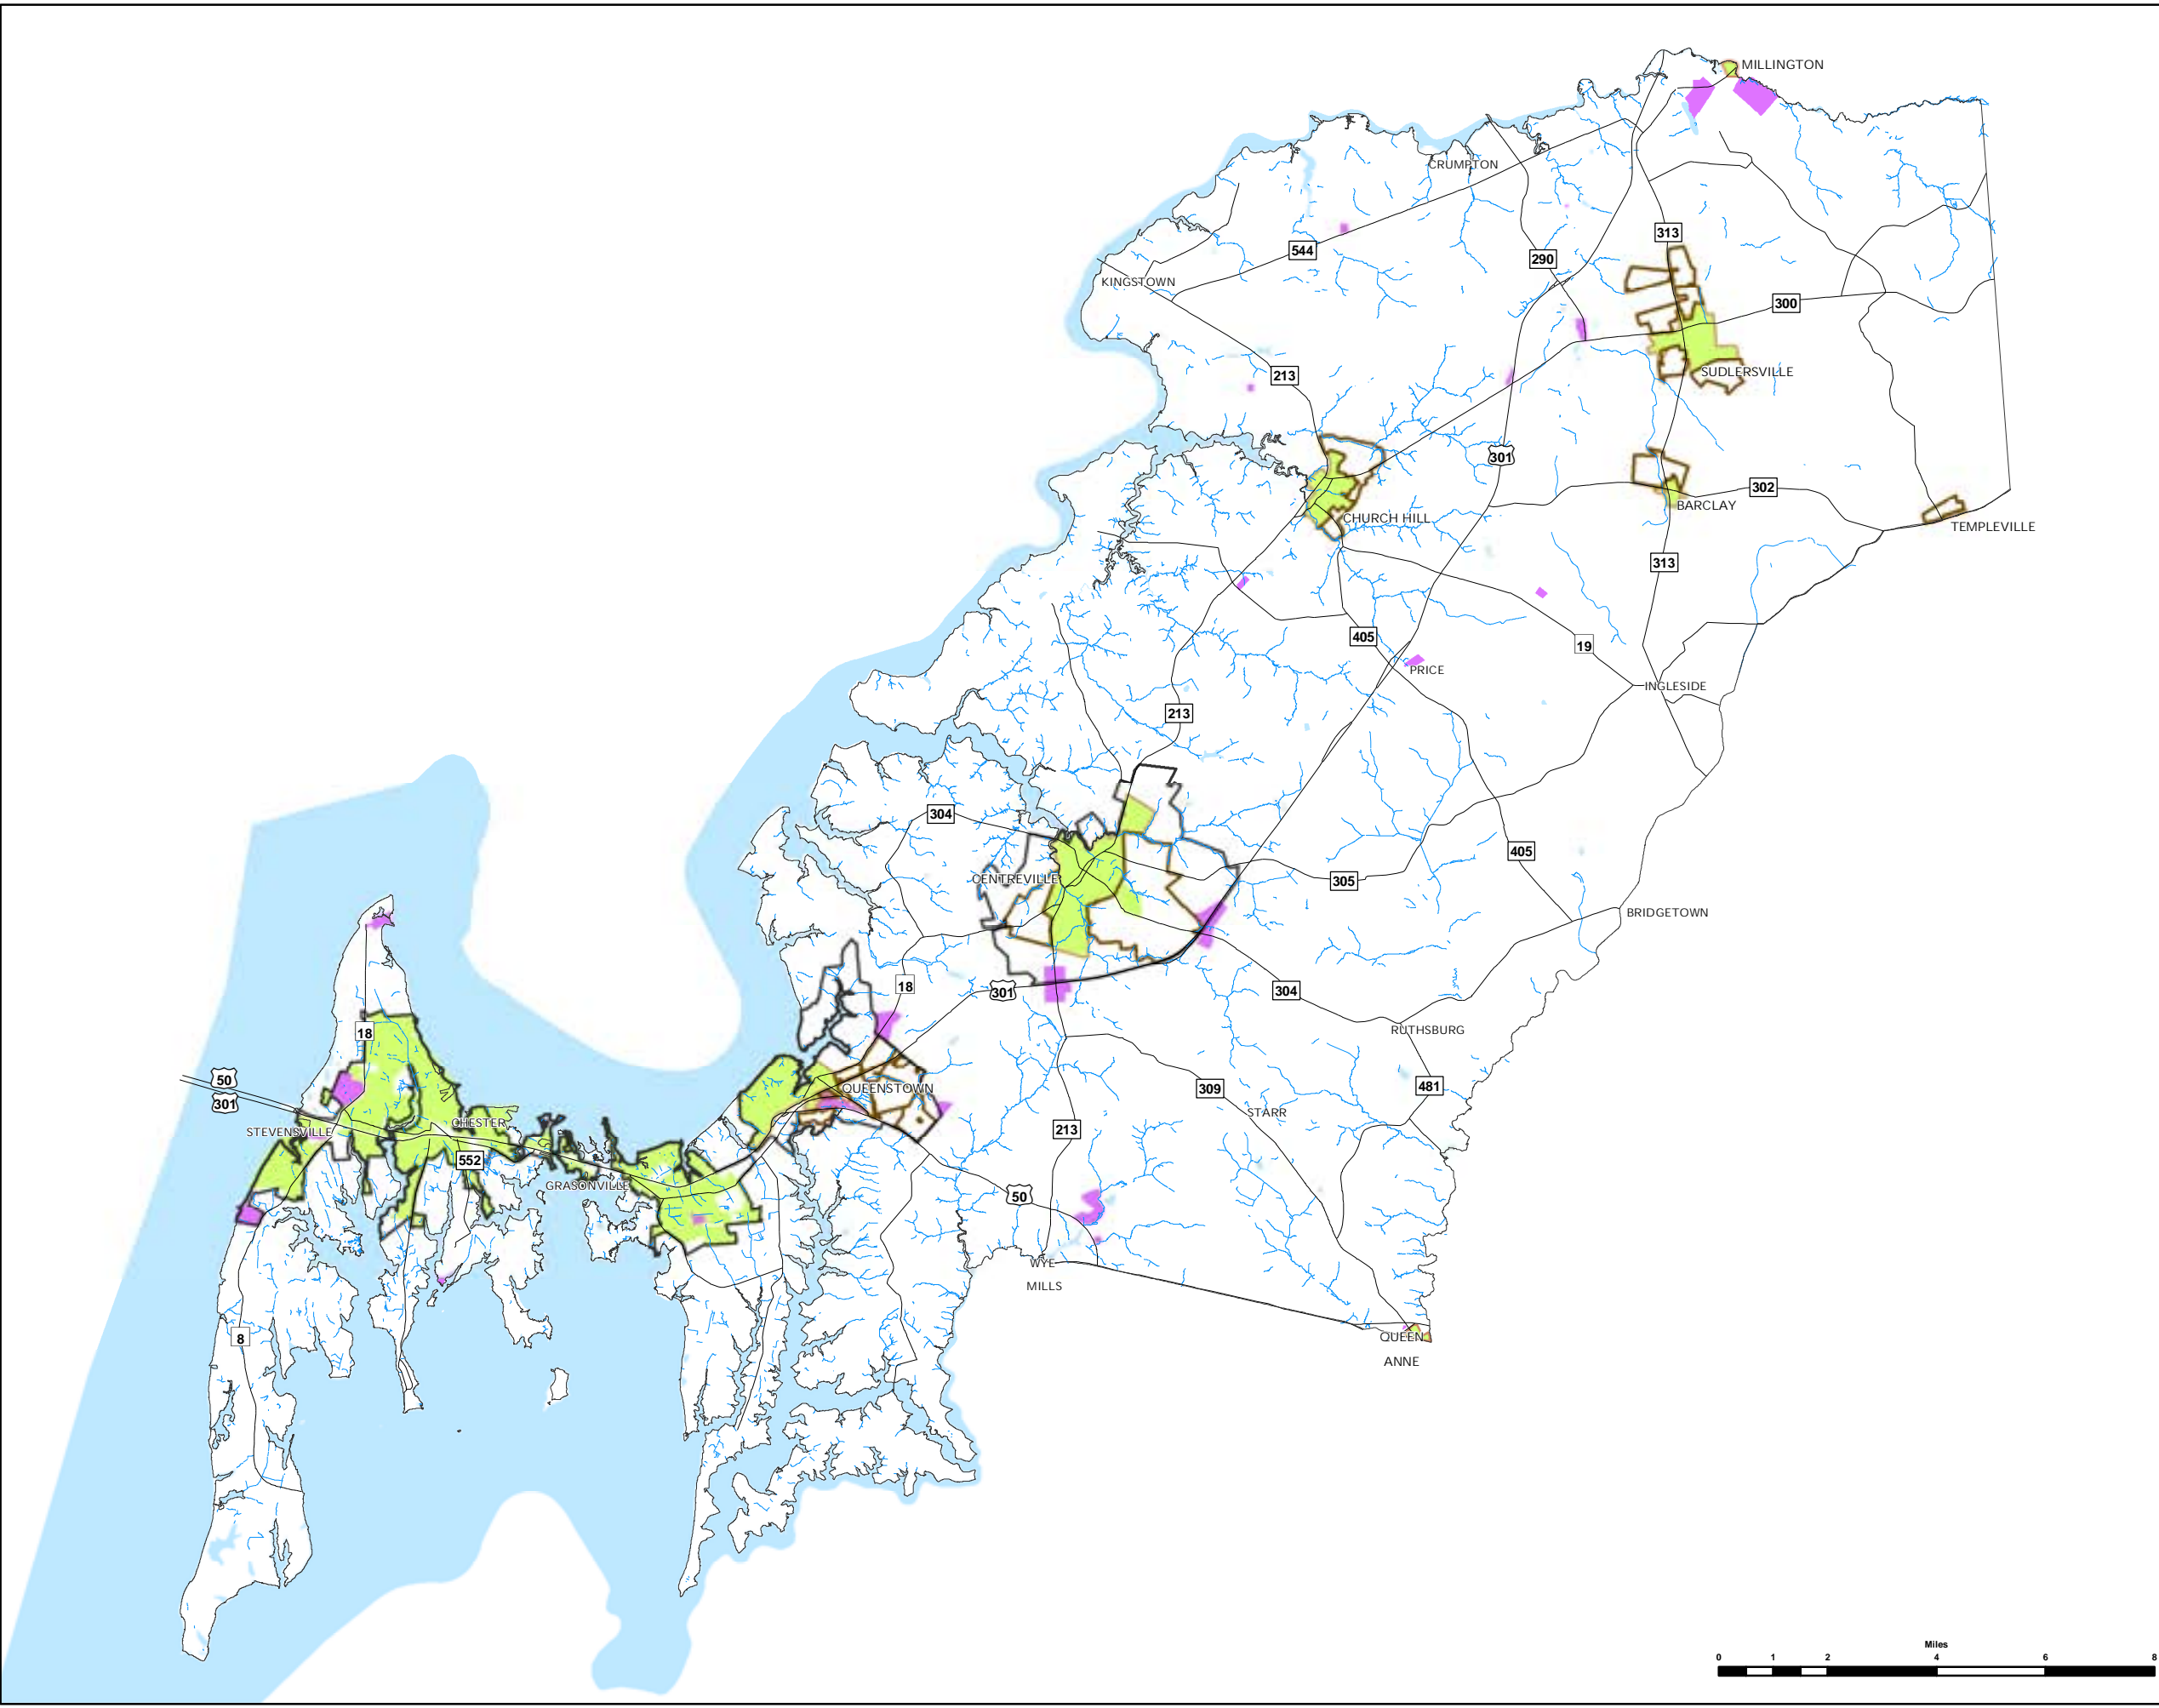 MILLINGTON
CRUMPTON
313
544
290
KINGSTOWN
300
213
SUDLERSVILLE
301
302
BARCLAY
CHURCH HILL
TEMPLEVILLE
313
405
19
PRICE
INGLESIDE
213
304
405
CENTREVILLE
305
BRIDGETOWN
18
301
304
18
RUTHSBURG
50
301
QUEENSTOWN
309
481
STARR
CHESTER
STEVENSVILLE
213
552
GRASONVILLE
50
WYE
MILLS
8
QUEEN
ANNE
Miles
0 1 2 4 6 8